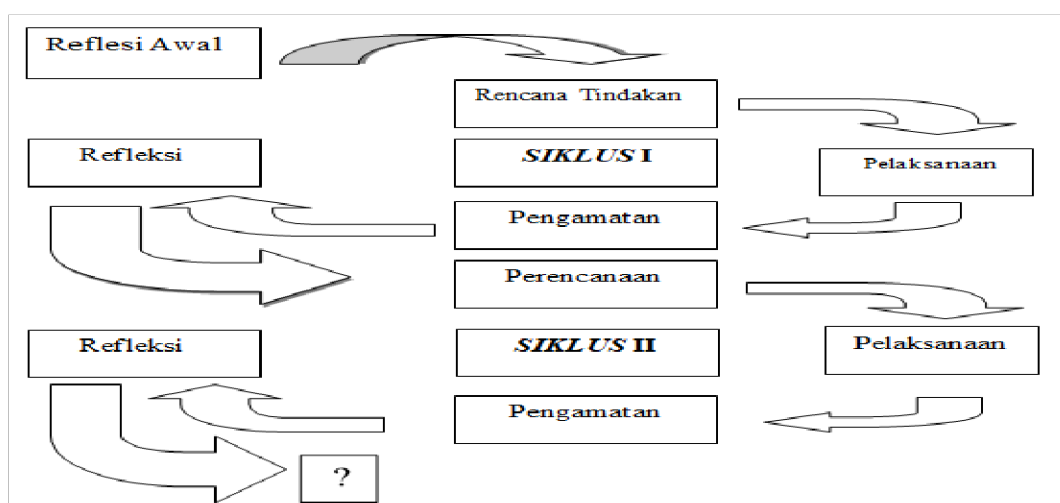 Reflesi Awal
Rencana Tindakan
Refleksi
SIKLUS I
Pelaksanaan
Pengamatan
Perencanaan
Refleksi
SIKLUS II
Pelaksanaan
Pengamatan
?